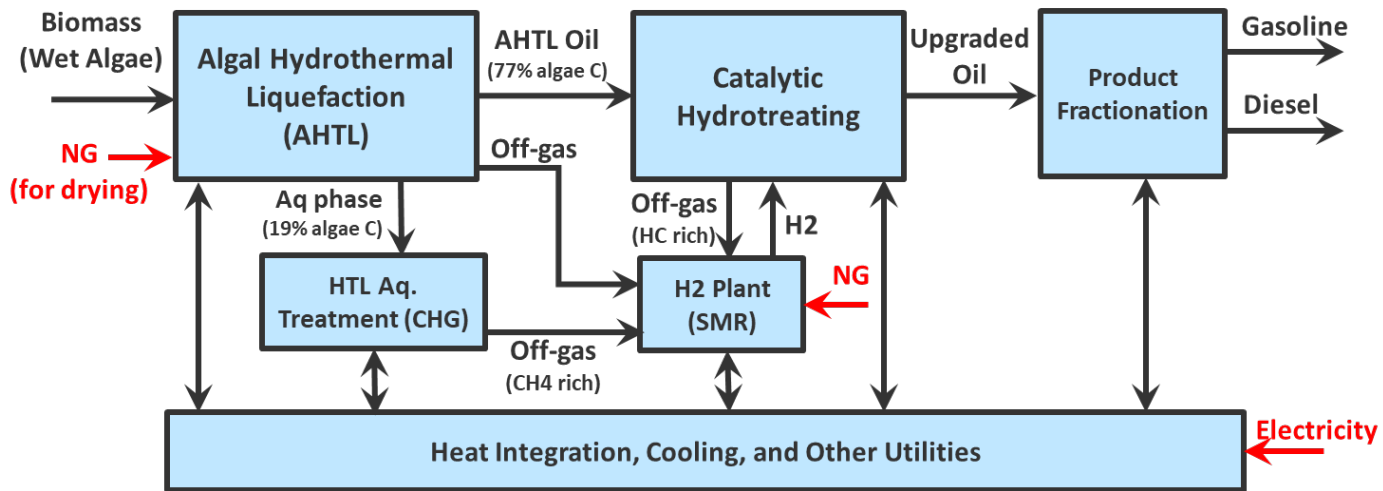 Biomass
(Wet Algae)
NG
(for drying)
Algal Hydrothermal
Liquefaction
(AHTL)
AHTL Oil
(77% algae C)
Off-gas
Aq phase
(19% algae C)
HTL Aq.
Treatment (CHG)
Off-gas
(CH4 rich)
Catalytic
Hydrotreating
Off-gas
(HC rich)
H2
H2 Plant
(SMR)
NG
Upgraded
Oil
Product
Fractionation
Gasoline
Diesel
Heat Integration, Cooling, and Other Utilities
Electricity